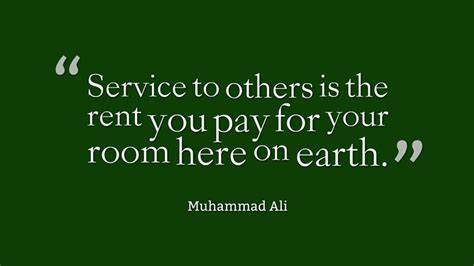 “Service to others is the
rent you pay for your
room here on earth.”
Muhammad Ali